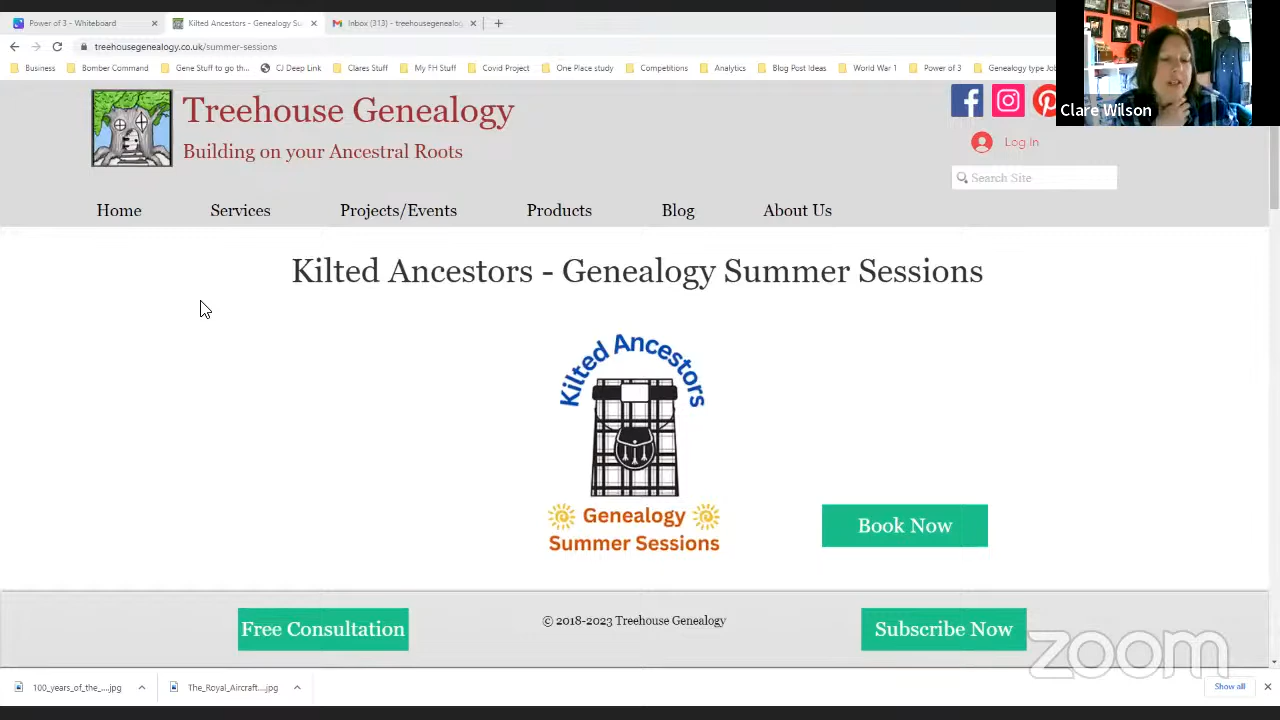 Power of 3 - Whiteboard
Kilted Ancestors - Genealogy Su
Inbox (313) - treehousegenealog
treehousegenealogy.co.uk/summer-sessions
Business
Bomber Command
Gene Stuff to go th...
CJ Deep Link
Clares Stuff
My FH Stuff
Covid Project
One Place study
Competitions
Analytics
Blog Post Ideas
World War 1
Power of 3
Genealogy type Jo
Clare Wilson
Treehouse Genealogy
Building on your Ancestral Roots
Log In
Search Site
Home
Services
Projects/Events
Products
Blog
About Us
Kilted Ancestors - Genealogy Summer Sessions
Kilted Ancestors
Genealogy
Summer Sessions
Book Now
Free Consultation
© 2018-2023 Treehouse Genealogy
Subscribe Now
zoom
100_years_of_the_....jpg
The_Royal_Aircraft....jpg
Show all